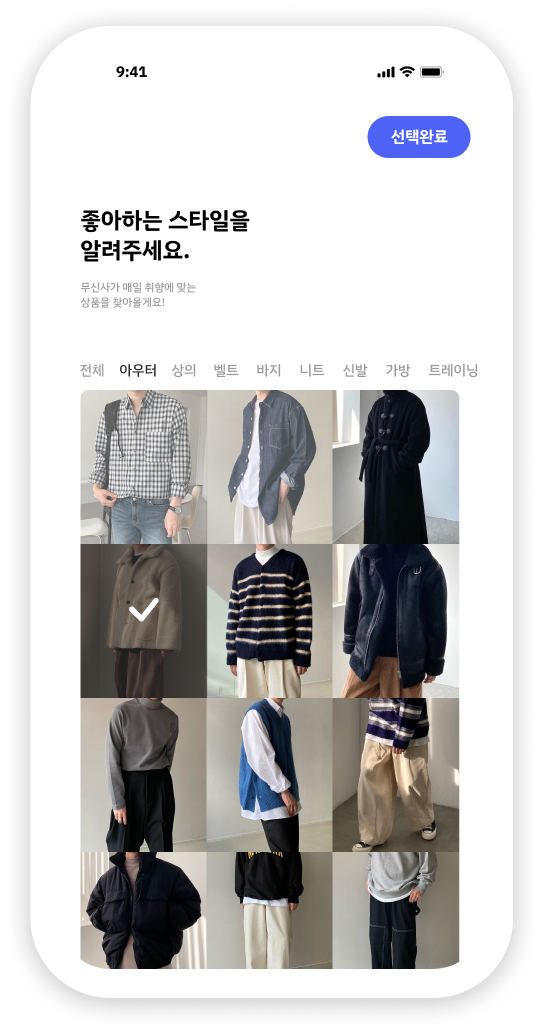 9:41
선택완료
좋아하는 스타일을
알려주세요.
무신사가 매일 취향에 맞는
상품을 찾아올게요!
전체 아우터 상의 벨트 바지 니트 신발 가방 트레이닝